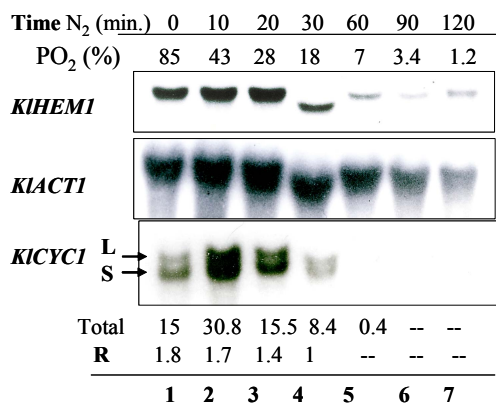 Time N₂ (min.) 0 10 20 30 60 90 120
PO₂ (%) 85 43 28 18 7 3.4 1.2
KlHEM1
KlACT1
KlCYC1 L
S
Total 15 30.8 15.5 8.4 0.4 -- --
R 1.8 1.7 1.4 1 -- -- --
1 2 3 4 5 6 7